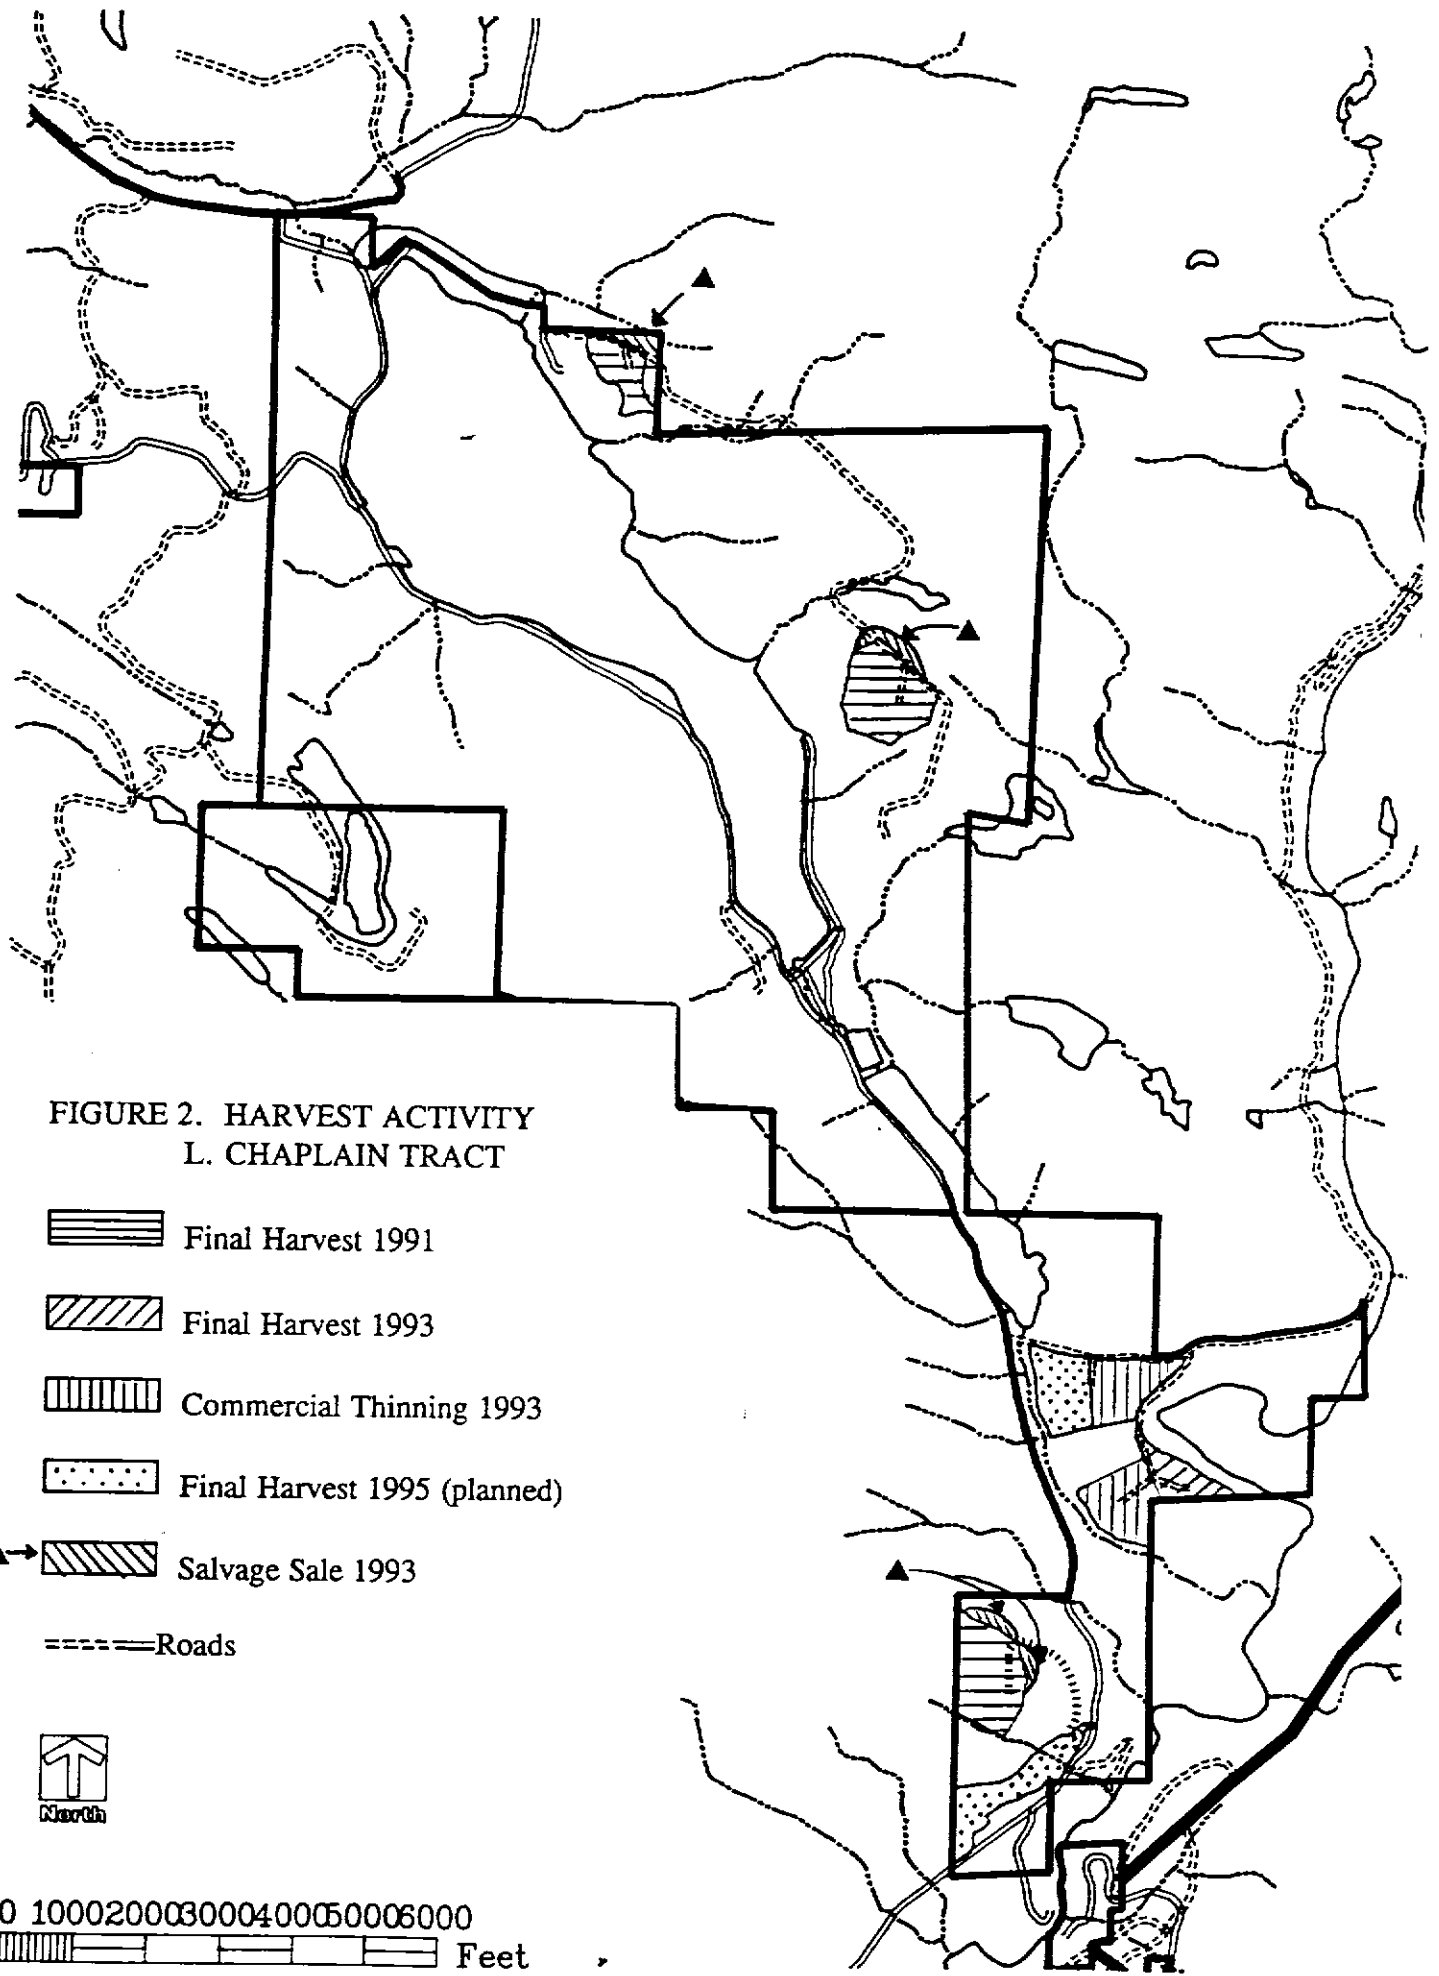 FIGURE 2. HARVEST ACTIVITY
L. CHAPLAIN TRACT
Final Harvest 1991
Final Harvest 1993
Commercial Thinning 1993
Final Harvest 1995 (planned)
Salvage Sale 1993
Roads
North
0 1000 2000 3000 4000 5000 6000
Feet